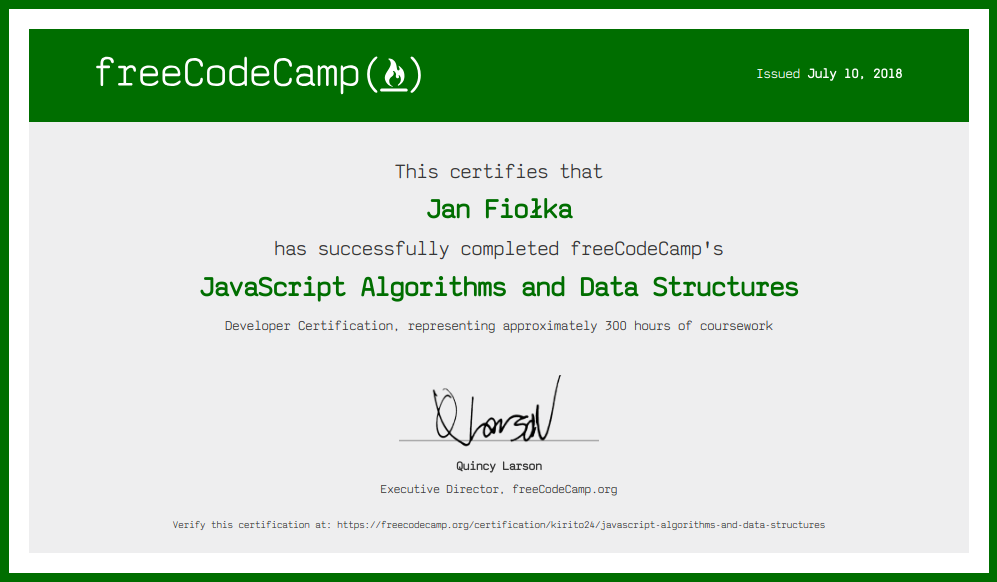 freeCodeCamp(🔥)
Issued July 10, 2018
This certifies that
Jan Fiołka
has successfully completed freeCodeCamp's
JavaScript Algorithms and Data Structures
Developer Certification, representing approximately 300 hours of coursework
Q Larson
Quincy Larson
Executive Director, freeCodeCamp.org
Verify this certification at: https://freecodecamp.org/certification/kirito24/javascript-algorithms-and-data-structures